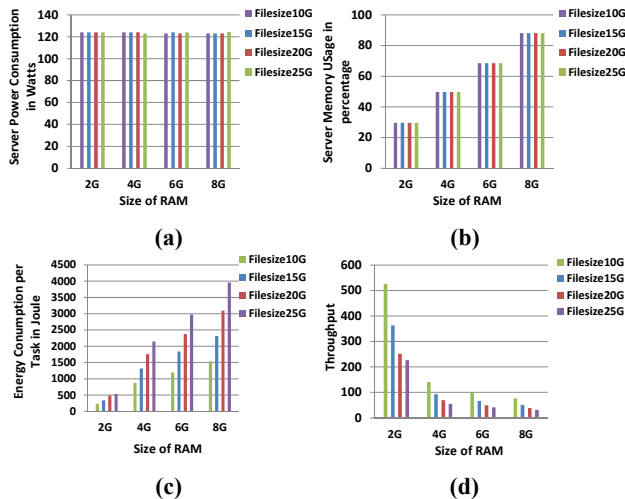 140
120
100
80
60
40
20
0
Server Power Consumption
in Watts
2G 4G 6G 8G
Size of RAM
Filesize10G
Filesize15G
Filesize20G
Filesize25G
(a)
100
80
60
40
20
0
Server Memory USage in
percentage
2G 4G 6G 8G
Size of RAM
Filesize10G
Filesize15G
Filesize20G
Filesize25G
(b)
4500
4000
3500
3000
2500
2000
1500
1000
500
0
Energy Conumption per
Task in Joule
2G 4G 6G 8G
Size of RAM
Filesize10G
Filesize15G
Filesize20G
Filesize25G
(c)
600
500
400
300
200
100
0
Throughput
2G 4G 6G 8G
Size of RAM
Filesize10G
Filesize15G
Filesize20G
Filesize25G
(d)